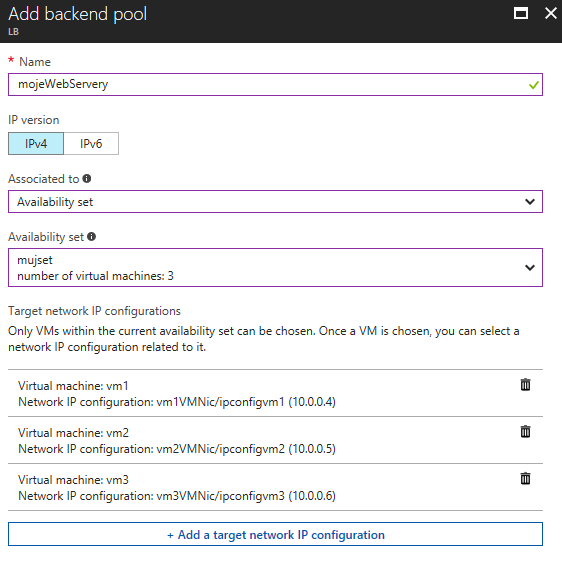 Add backend pool
LB
* Name
mojeWebServery
IP version
IPv4 IPv6
Associated to
Availability set
Availability set
mujset
number of virtual machines: 3
Target network IP configurations
Only VMs within the current availability set can be chosen. Once a VM is chosen, you can select a
network IP configuration related to it.
Virtual machine: vm1
Network IP configuration: vm1VMNic/ipconfigvm1 (10.0.0.4)
Virtual machine: vm2
Network IP configuration: vm2VMNic/ipconfigvm2 (10.0.0.5)
Virtual machine: vm3
Network IP configuration: vm3VMNic/ipconfigvm3 (10.0.0.6)
+ Add a target network IP configuration